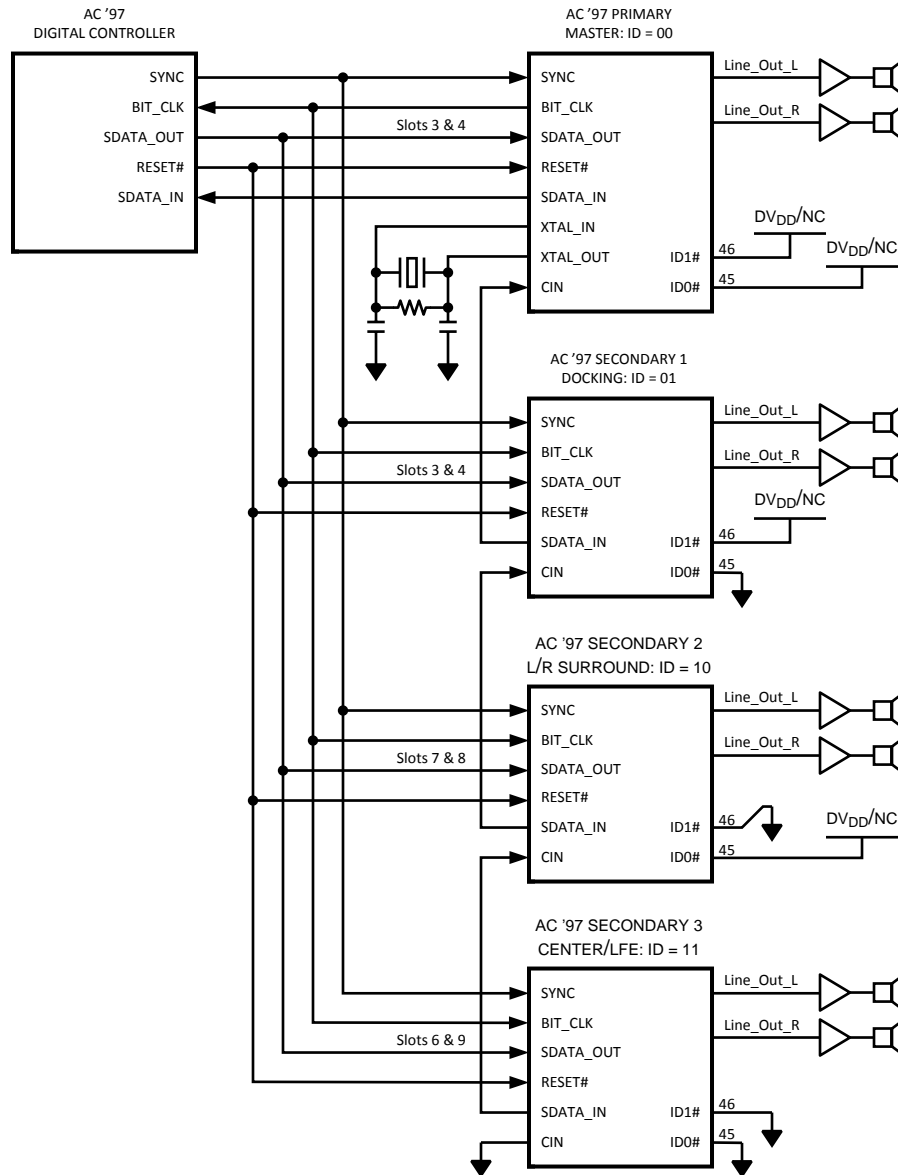 AC '97
DIGITAL CONTROLLER
SYNC
BIT_CLK
SDATA_OUT
RESET#
SDATA_IN
Slots 3 & 4
AC '97 PRIMARY
MASTER: ID = 00
SYNC
BIT_CLK
SDATA_OUT
RESET#
SDATA_IN
XTAL_IN
XTAL_OUT
CIN
ID1#
ID0#
Line_Out_L
Line_Out_R
46
45
DVDD/NC
DVDD/NC
AC '97 SECONDARY 1
DOCKING: ID = 01
Slots 3 & 4
SYNC
BIT_CLK
SDATA_OUT
RESET#
SDATA_IN
CIN
ID1#
ID0#
Line_Out_L
Line_Out_R
46
45
DVDD/NC
AC '97 SECONDARY 2
L/R SURROUND: ID = 10
Slots 7 & 8
SYNC
BIT_CLK
SDATA_OUT
RESET#
SDATA_IN
CIN
ID1#
ID0#
Line_Out_L
Line_Out_R
46
45
DVDD/NC
AC '97 SECONDARY 3
CENTER/LFE: ID = 11
Slots 6 & 9
SYNC
BIT_CLK
SDATA_OUT
RESET#
SDATA_IN
CIN
ID1#
ID0#
Line_Out_L
Line_Out_R
46
45